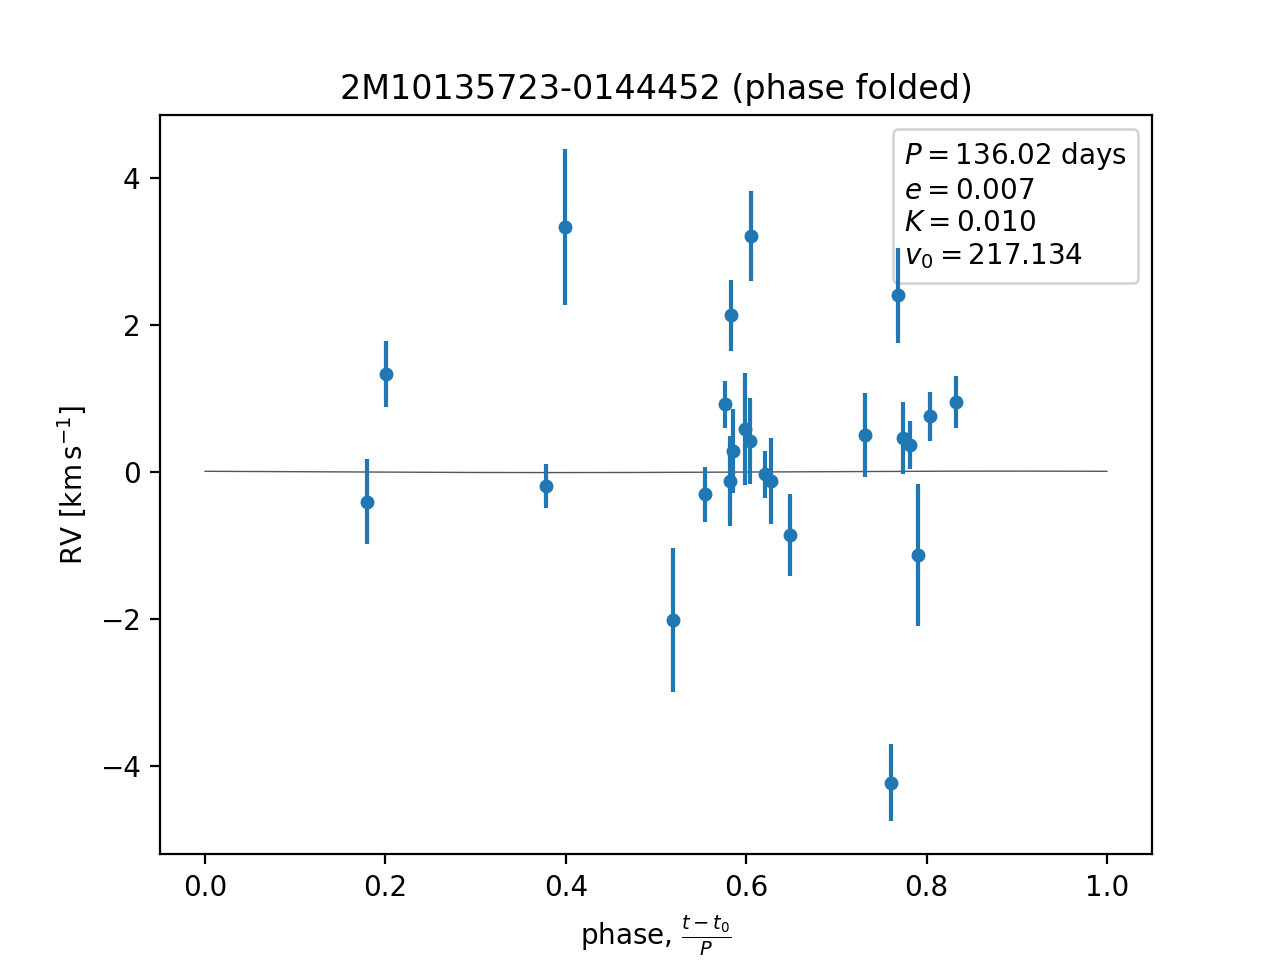 2M10135723-0144452 (phase folded)
P = 136.02 days
e = 0.007
K = 0.010
v₀ = 217.134
4
2
0
−2
−4
RV [km s⁻¹]
0.0 0.2 0.4 0.6 0.8 1.0
phase, (t − t₀)/P